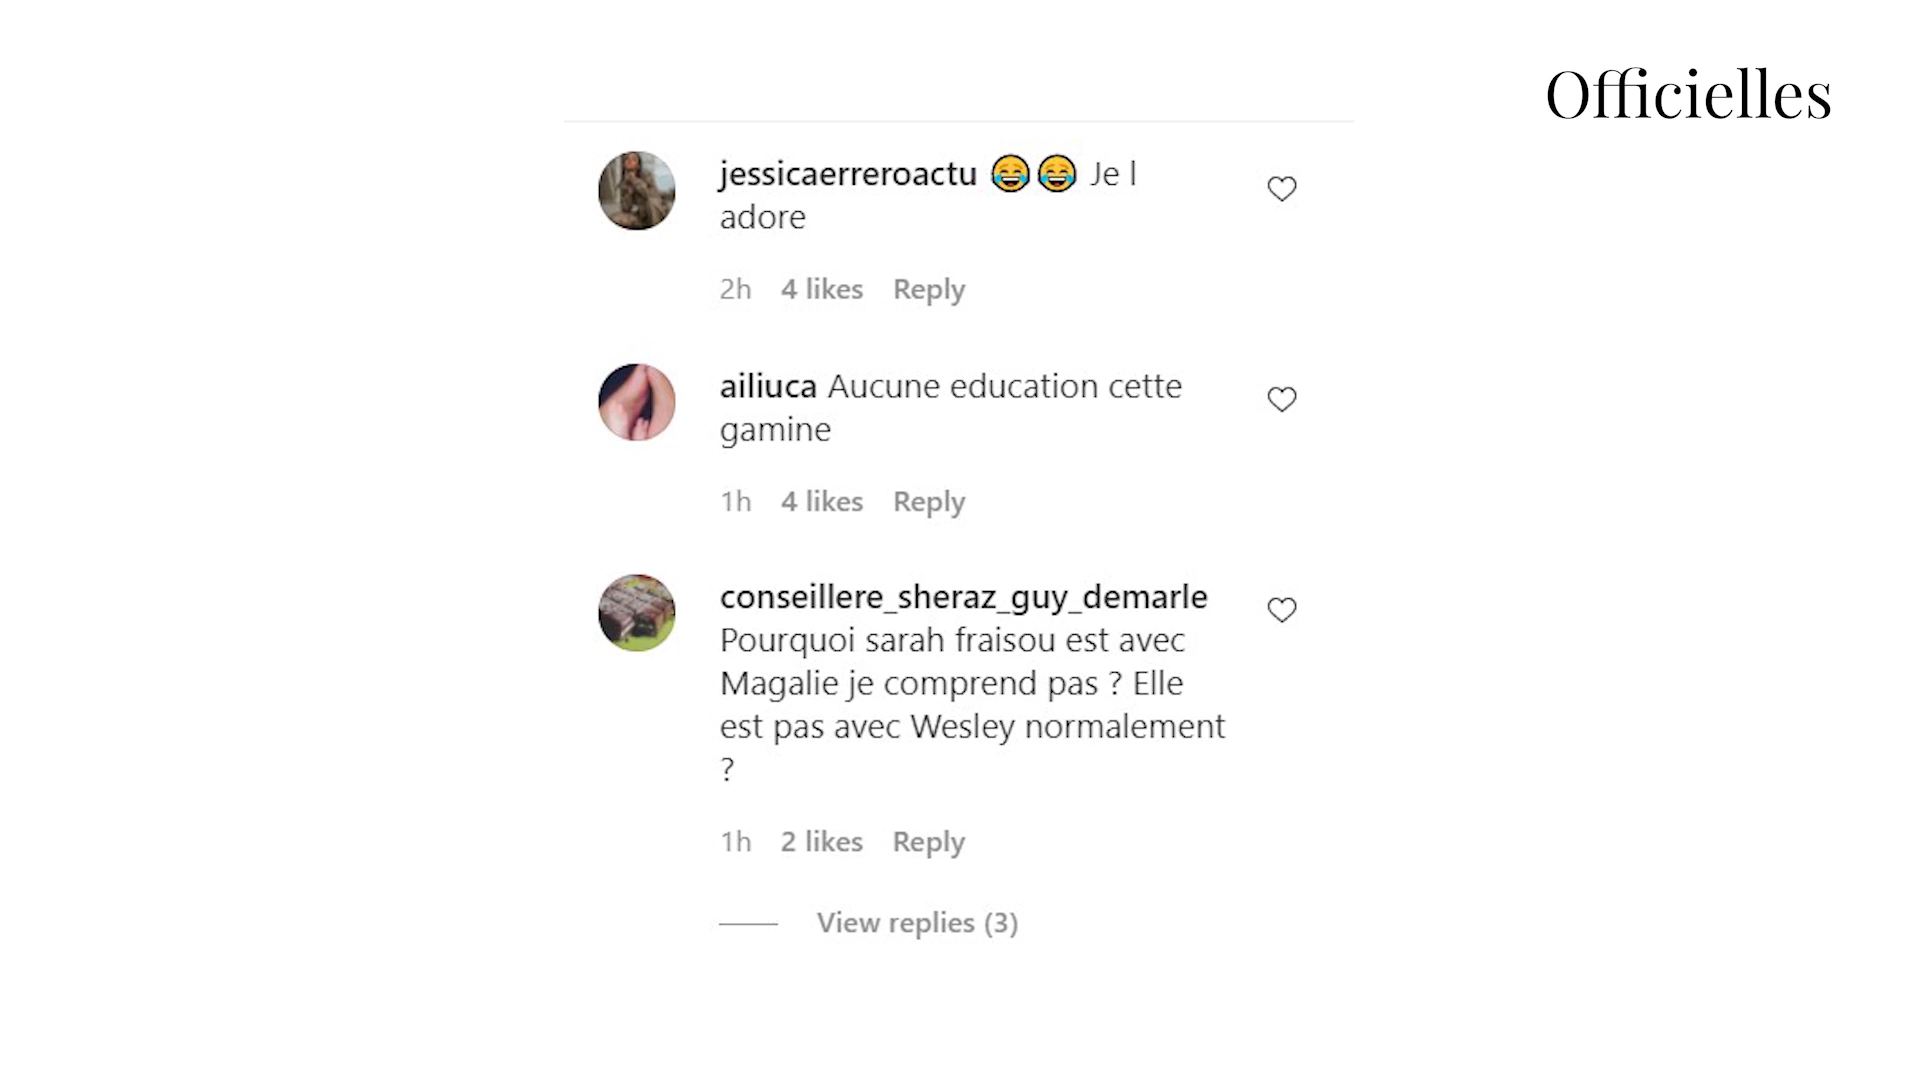 Officielles
jessicaerreroactu 😂😂 Je l
adore
2h 4 likes Reply
ailiuca Aucune education cette
gamine
1h 4 likes Reply
conseillere_sheraz_guy_demarle
Pourquoi sarah fraisou est avec
Magalie je comprend pas ? Elle
est pas avec Wesley normalement
?
1h 2 likes Reply
View replies (3)